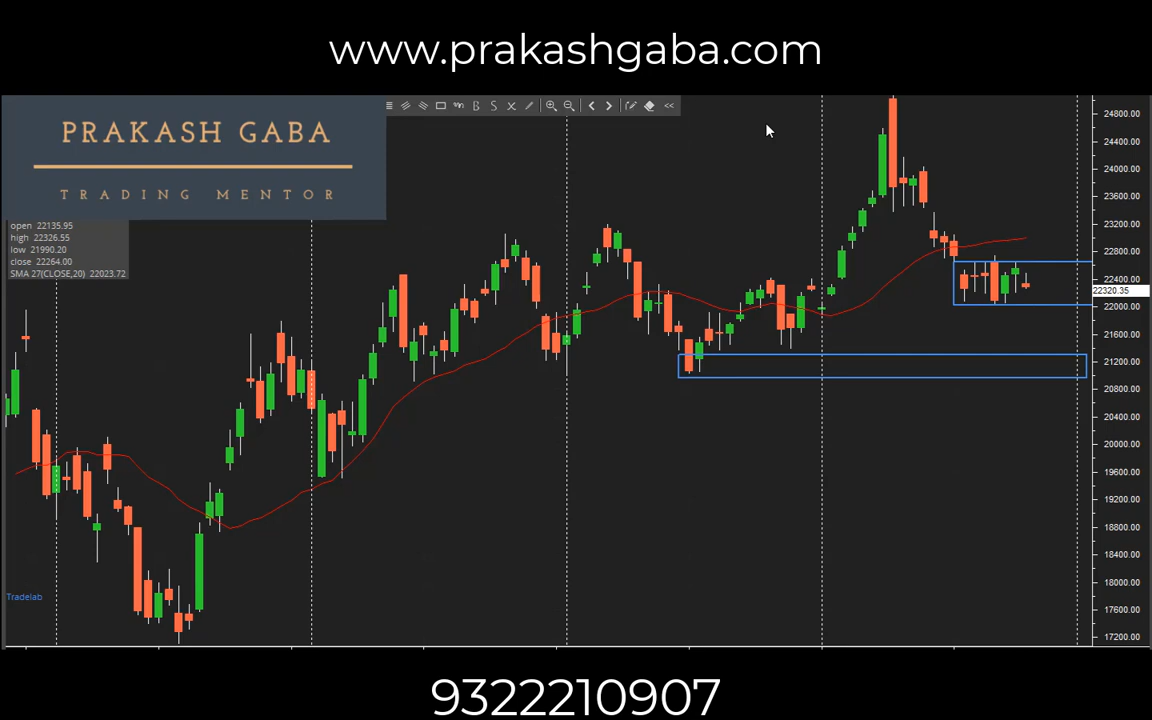 www.prakashgaba.com
PRAKASH GABA
TRADING MENTOR
open 22135.95
high 22326.55
low 21990.20
close 22264.00
SMA 27(CLOSE,20) 22023.72
24800.00
24400.00
24000.00
23600.00
23200.00
22800.00
22400.00
22320.35
22000.00
21600.00
21200.00
20800.00
20400.00
20000.00
19600.00
19200.00
18800.00
18400.00
18000.00
17600.00
17200.00
Tradelab
9322210907